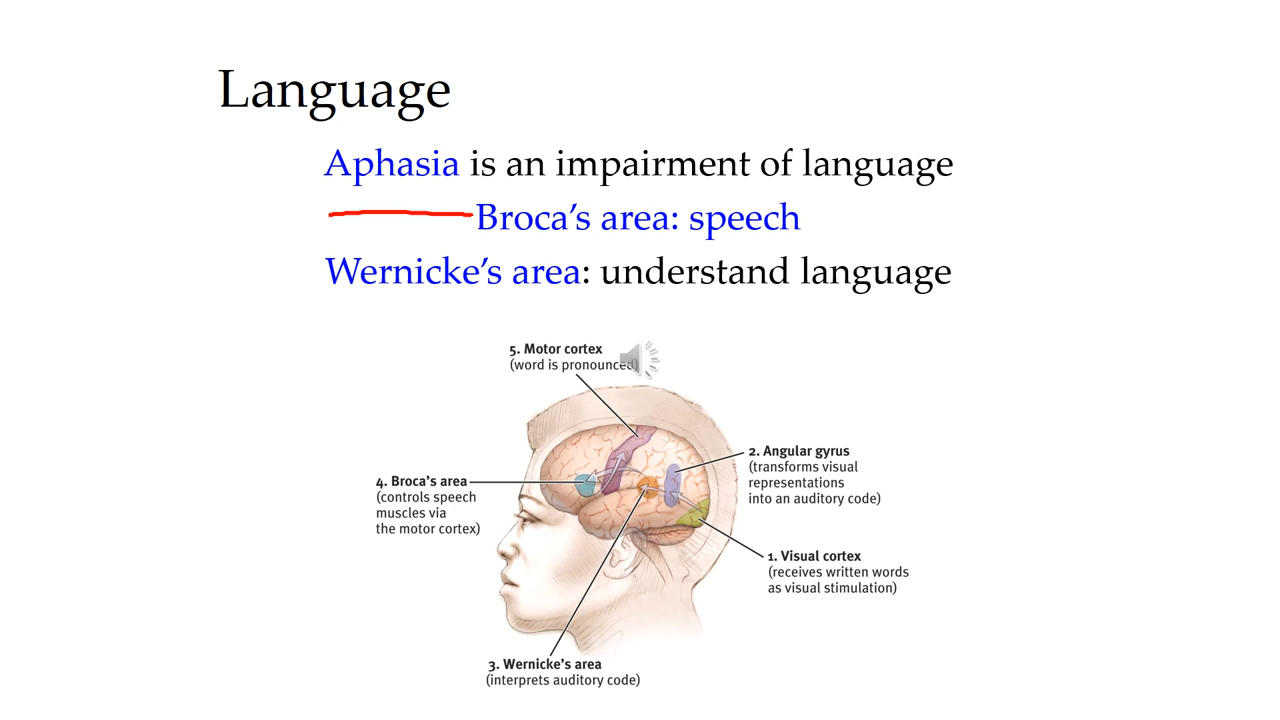 Language
Aphasia is an impairment of language
Broca’s area: speech
Wernicke’s area: understand language
5. Motor cortex
(word is pronounced)
2. Angular gyrus
(transforms visual
representations
into an auditory code)
4. Broca’s area
(controls speech
muscles via
the motor cortex)
1. Visual cortex
(receives written words
as visual stimulation)
3. Wernicke’s area
(interprets auditory code)